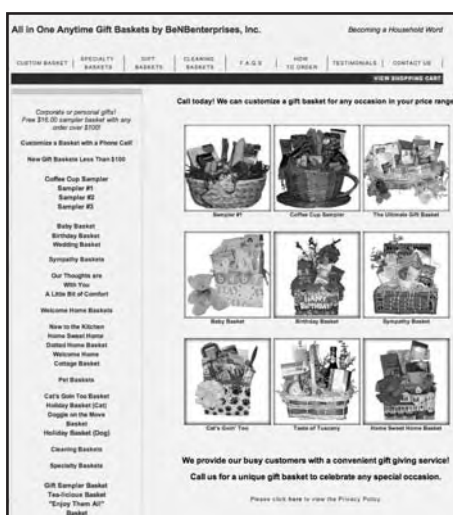 All in One Anytime Gift Baskets by BeNBenterprises, Inc.
Becoming a Household Word
CUSTOM BASKET
SPECIALTY
BASKETS
GIFT
BASKETS
CLEANING
BASKETS
F.A.Q.S
HOW
TO ORDER
TESTIMONIALS
CONTACT US
VIEW SHOPPING CART
Corporate or personal gifts!
Free $16.00 sampler basket with any
order over $100!
Customize a Basket with a Phone Call!
New Gift Baskets Less Than $100
Coffee Cup Sampler
Sampler #1
Sampler #2
Sampler #3
Baby Basket
Birthday Basket
Wedding Basket
Sympathy Baskets
Our Thoughts are
With You
A Little Bit of Comfort
Welcome Home Baskets
New to the Kitchen
Home Sweet Home
Dotted Home Basket
Welcome Home
Cottage Basket
Pet Baskets
Cat's Goin Too Basket
Holiday Basket (Cat)
Doggie on the Move
Basket
Holiday Basket (Dog)
Cleaning Baskets
Specialty Baskets
Gift Sampler Basket
Tea-licious Basket
"Enjoy Them All"
Basket
Call today! We can customize a gift basket for any occasion in your price range
Sampler #1
Coffee Cup Sampler
The Ultimate Gift Basket
Baby Basket
Birthday Basket
Sympathy Basket
Cat's Goin' Too
Taste of Tuscany
Home Sweet Home Basket
We provide our busy customers with a convenient gift giving service!
Call us for a unique gift basket to celebrate any special occasion.
Please click here to view the Privacy Policy.